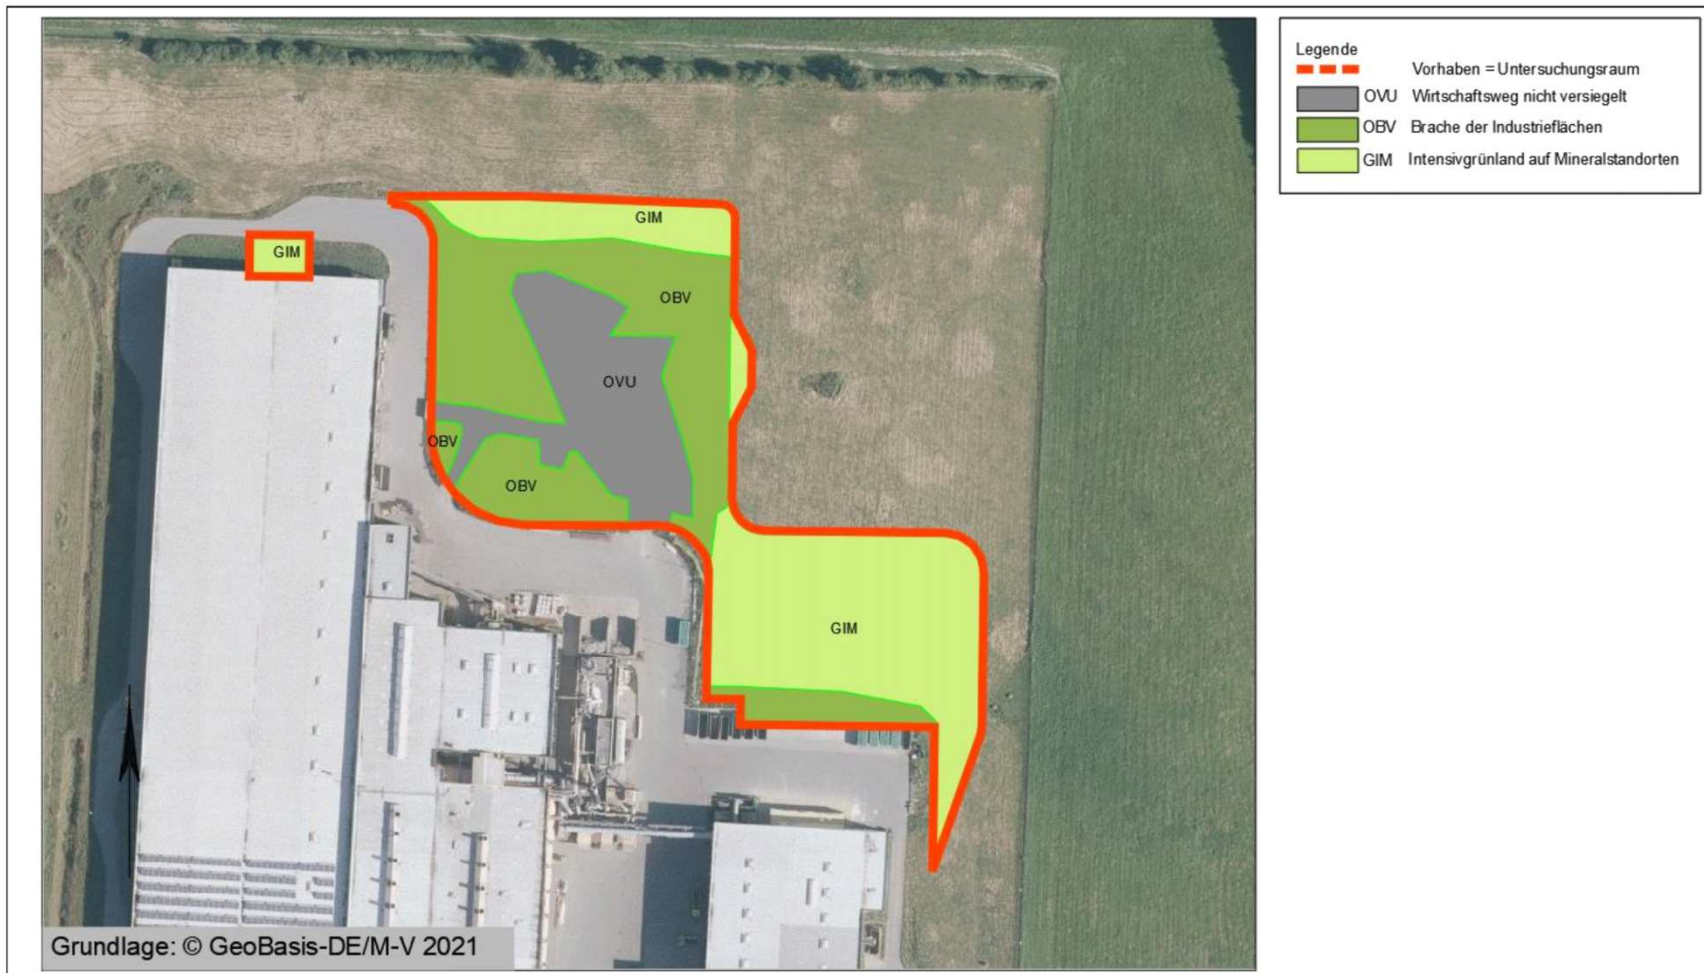 Legende
Vorhaben = Untersuchungsraum
OVU Wirtschaftsweg nicht versiegelt
OBV Brache der Industrieflächen
GIM Intensivgrünland auf Mineralstandorten
GIM
GIM
OBV
OVU
OBV
OBV
GIM
Grundlage: © GeoBasis-DE/M-V 2021